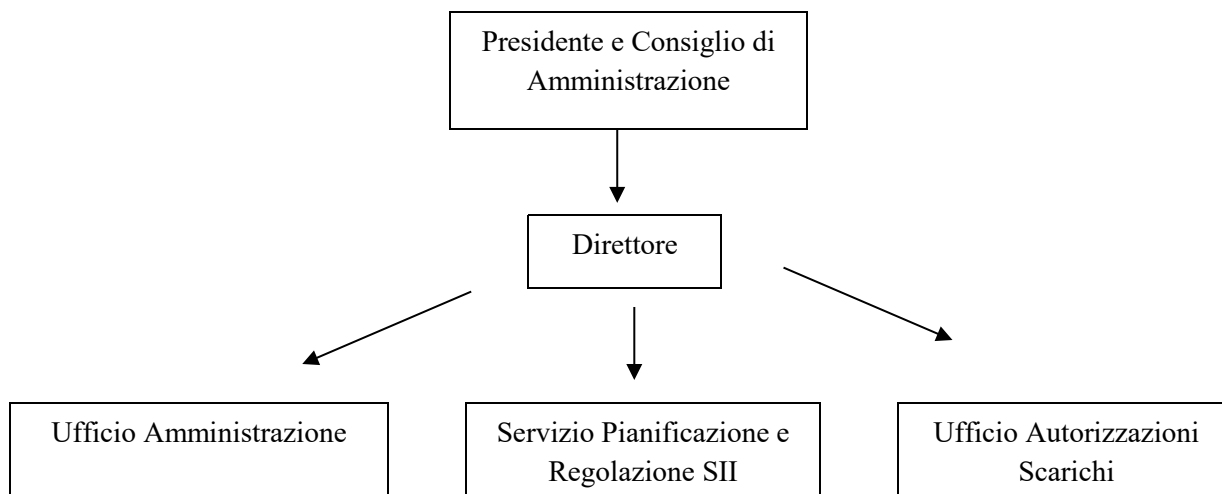 Presidente e Consiglio di
Amministrazione
Direttore
Ufficio Amministrazione
Servizio Pianificazione e
Regolazione SII
Ufficio Autorizzazioni
Scarichi